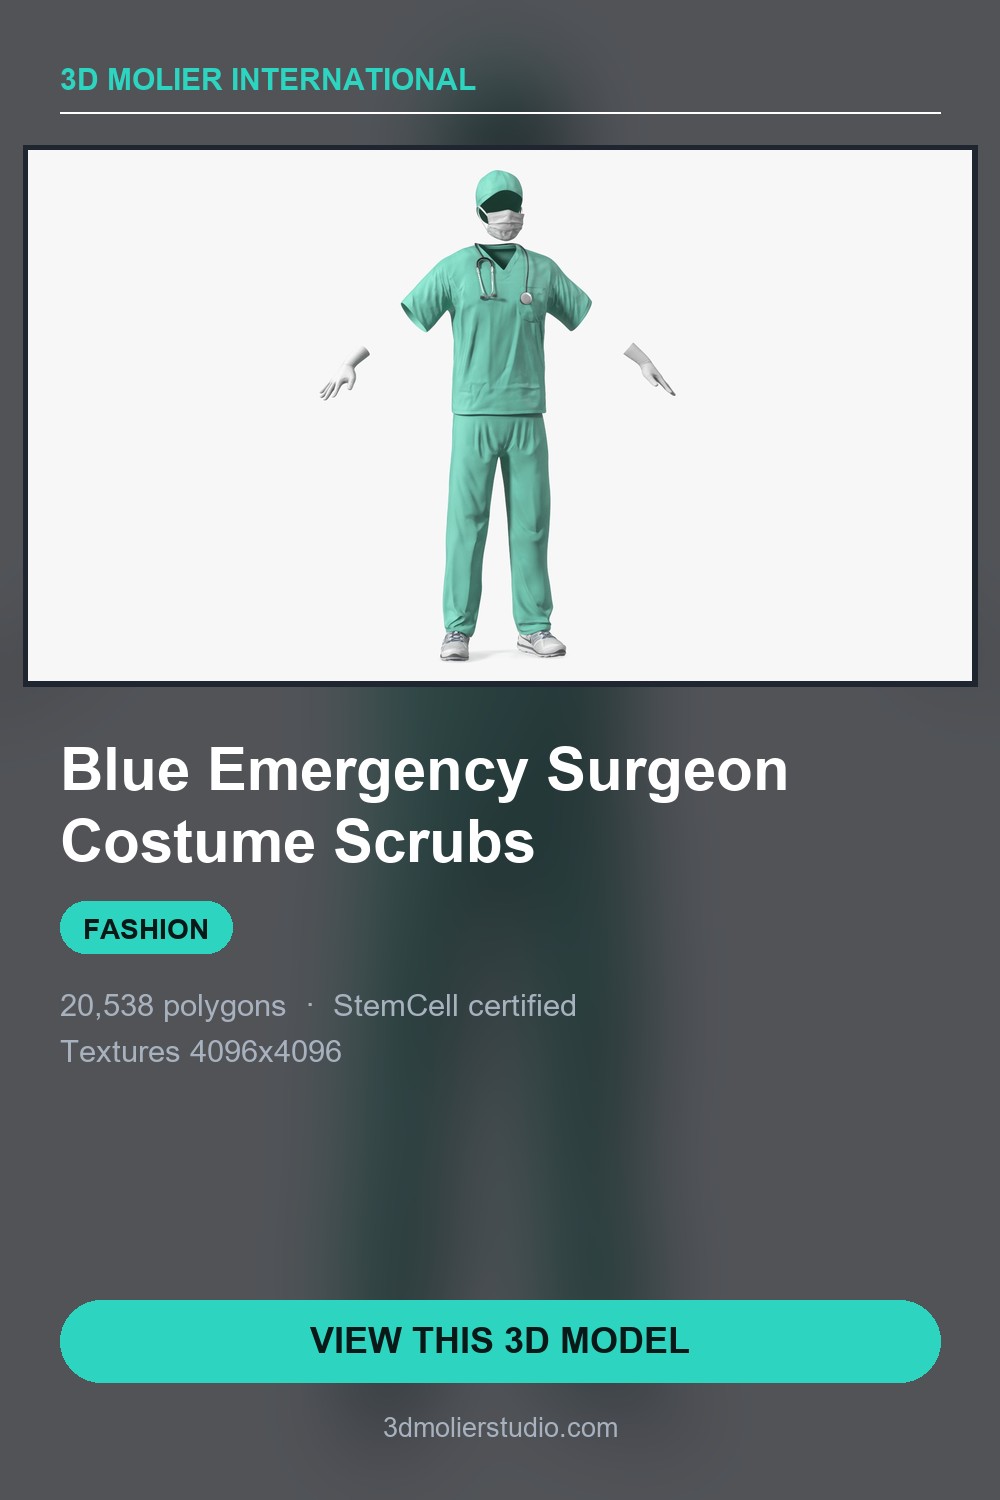 3D MOLIER INTERNATIONAL
Blue Emergency Surgeon
Costume Scrubs
FASHION
20,538 polygons · StemCell certified
Textures 4096x4096
VIEW THIS 3D MODEL
3dmolierstudio.com